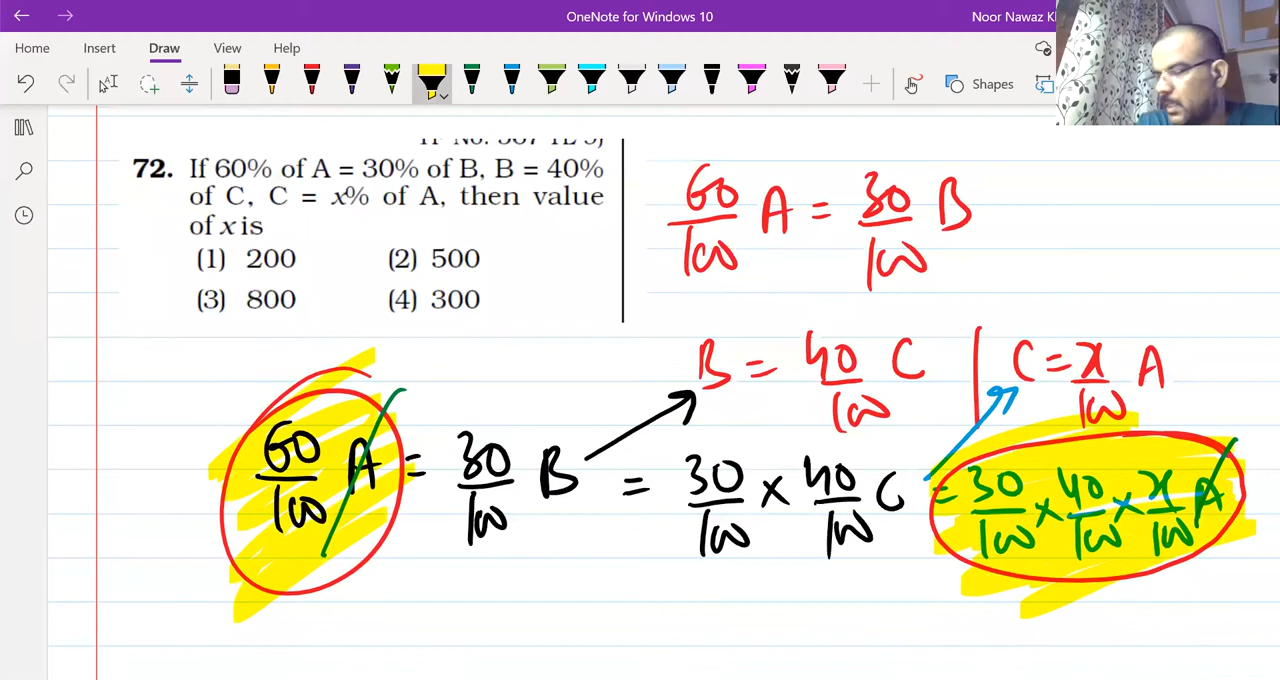 OneNote for Windows 10
Noor Nawaz
Home Insert Draw View Help
Shapes
72. If 60% of A = 30% of B, B = 40%
of C, C = x% of A, then value
of x is
(1) 200 (2) 500
(3) 800 (4) 300
60/100 A = 30/100 B
B = 40/100 C | C = x/100 A
60/100 A = 30/100 B = 30/100 × 40/100 C = 30/100 × 40/100 × x/100 A